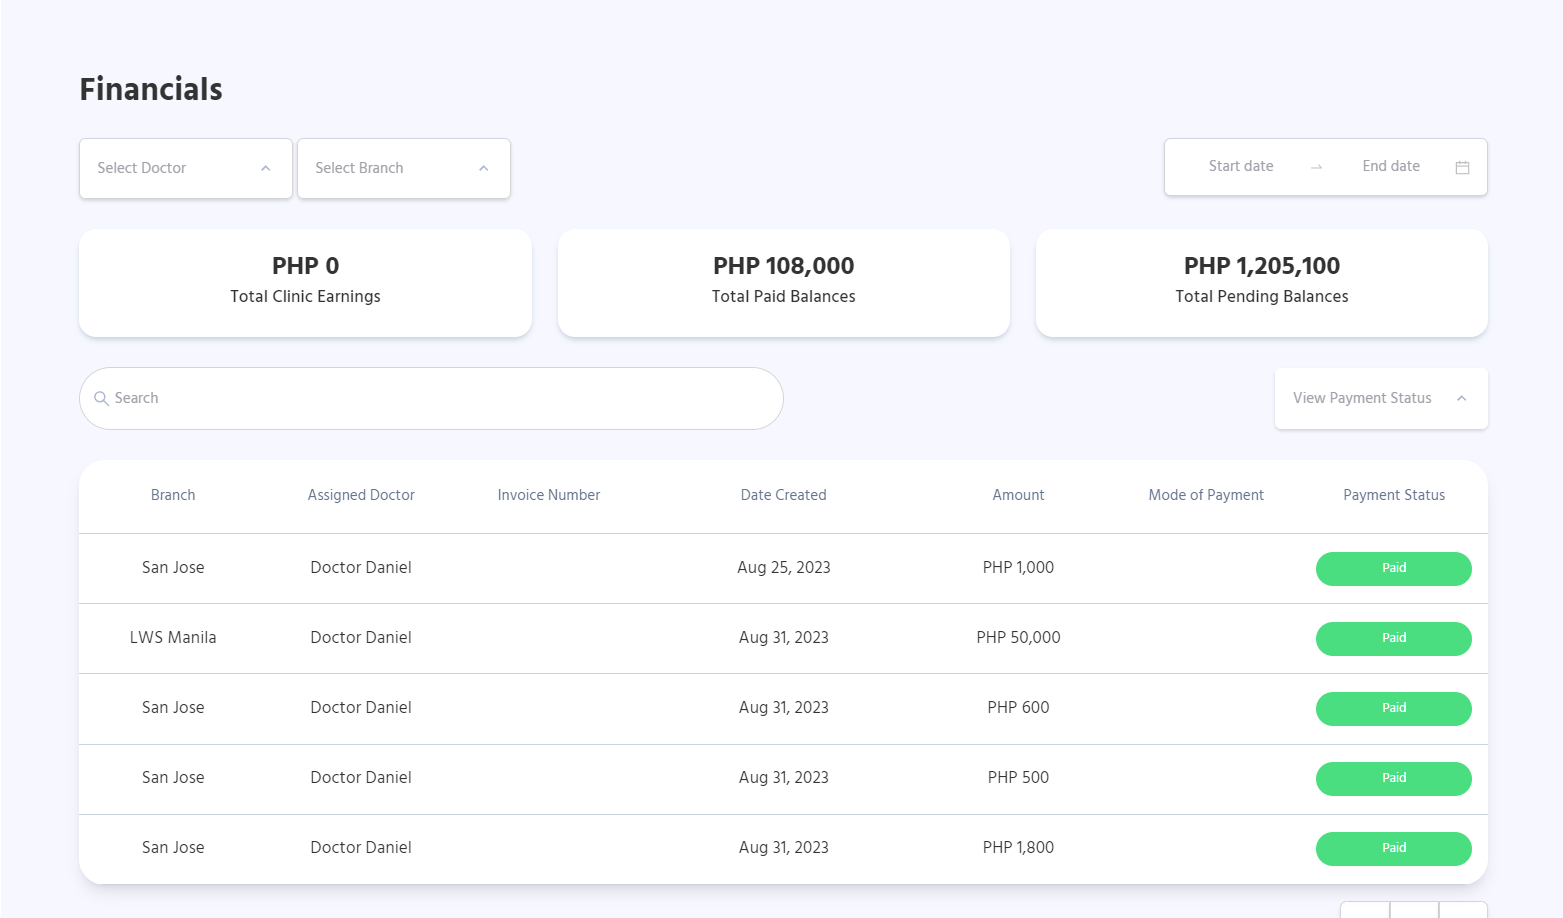 Financials
Select Doctor Select Branch Start date → End date
PHP 0 PHP 108,000 PHP 1,205,100
Total Clinic Earnings Total Paid Balances Total Pending Balances
Search View Payment Status
Branch Assigned Doctor Invoice Number Date Created Amount Mode of Payment Payment Status
San Jose Doctor Daniel Aug 25, 2023 PHP 1,000 Paid
LWS Manila Doctor Daniel Aug 31, 2023 PHP 50,000 Paid
San Jose Doctor Daniel Aug 31, 2023 PHP 600 Paid
San Jose Doctor Daniel Aug 31, 2023 PHP 500 Paid
San Jose Doctor Daniel Aug 31, 2023 PHP 1,800 Paid